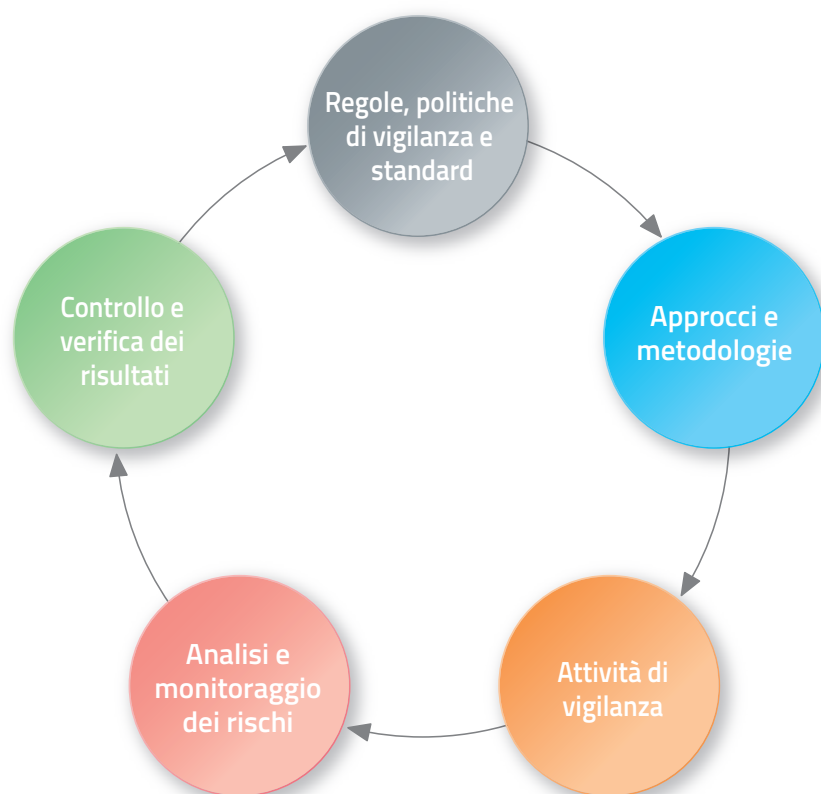 Regole, politiche
di vigilanza e
standard
Approcci e
metodologie
Attività di
vigilanza
Analisi e
monitoraggio
dei rischi
Controllo e
verifica dei
risultati